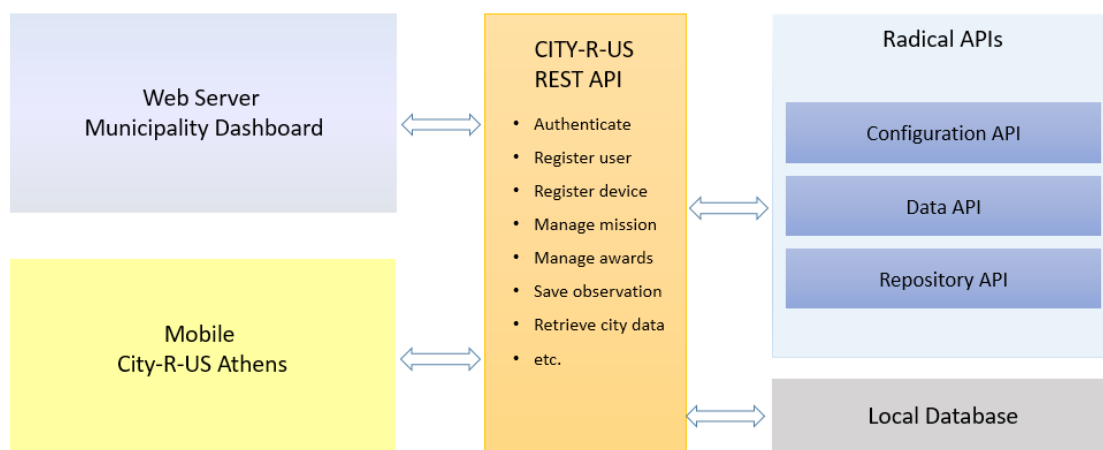 Web Server
Municipality Dashboard
Mobile
City-R-US Athens
CITY-R-US
REST API
• Authenticate
• Register user
• Register device
• Manage mission
• Manage awards
• Save observation
• Retrieve city data
• etc.
Radical APIs
Configuration API
Data API
Repository API
Local Database